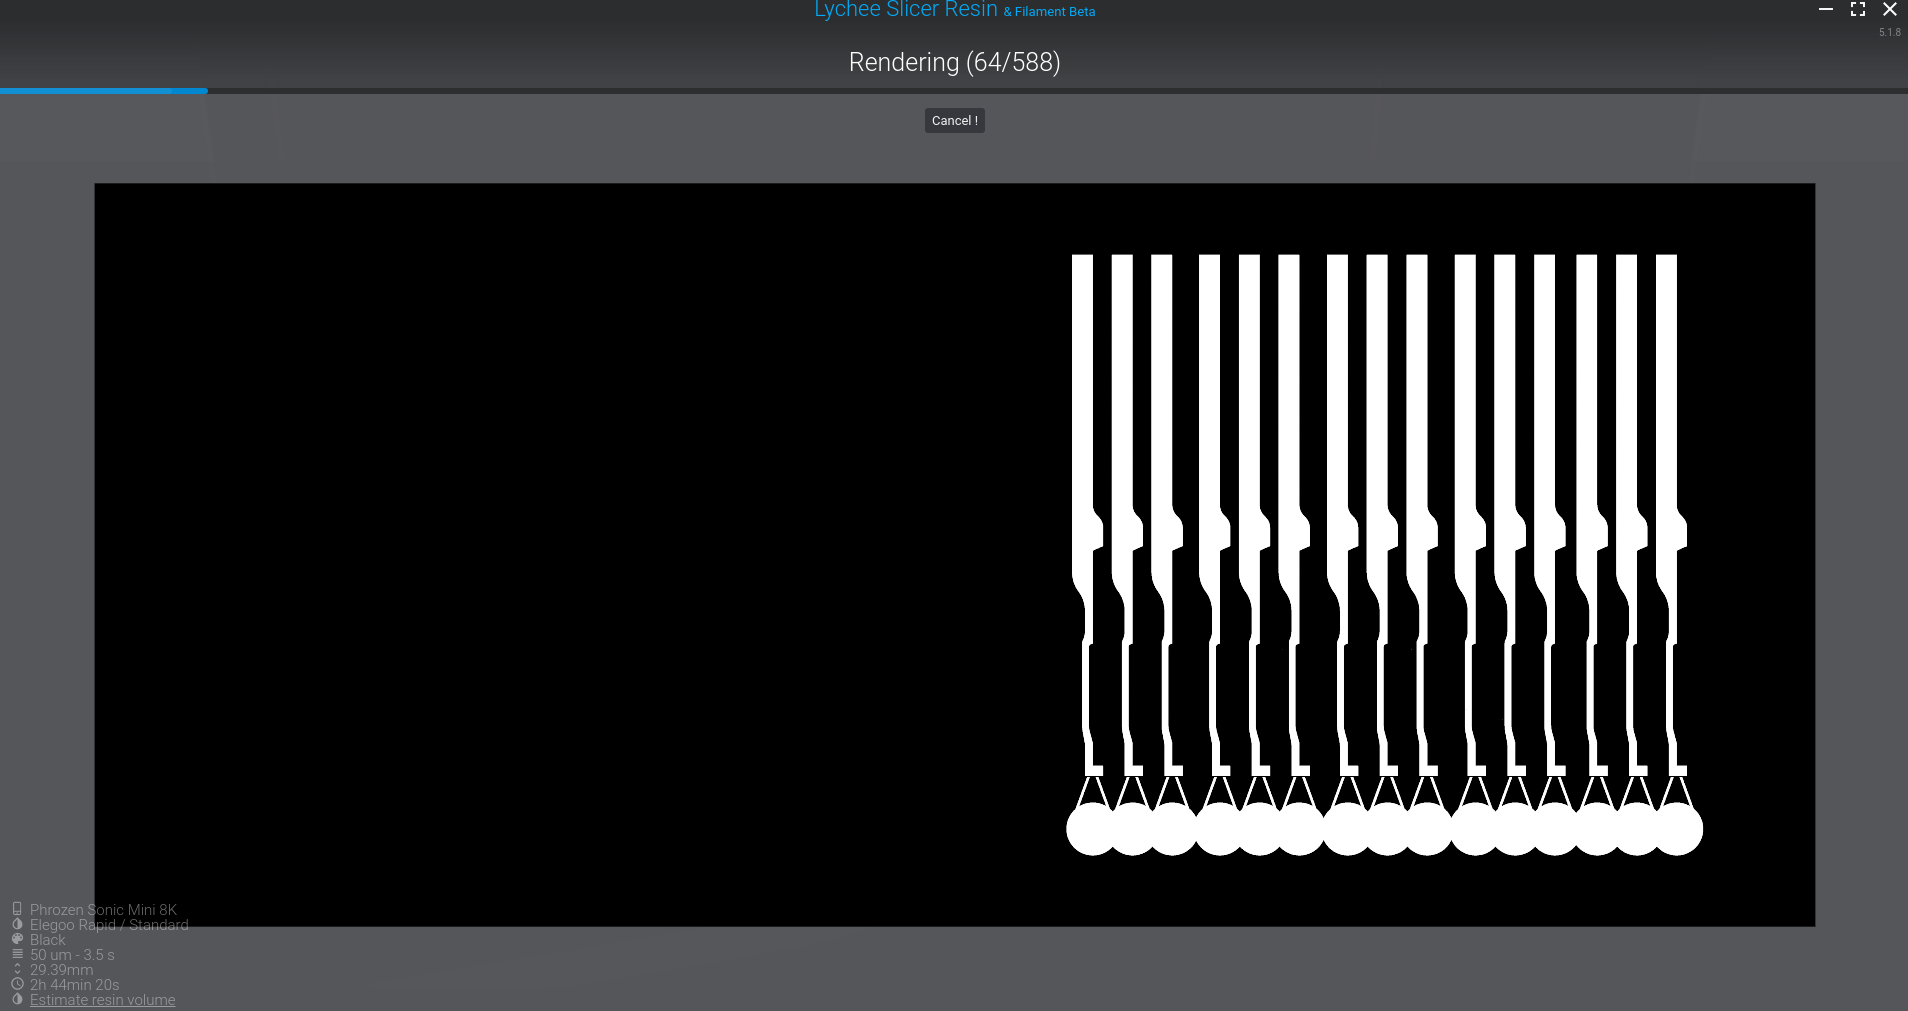 Lychee Slicer Resin & Filament Beta
5.1.8
Rendering (64/588)
Cancel !
Phrozen Sonic Mini 8K
Elegoo Rapid / Standard
Black
50 um - 3.5 s
29.39mm
2h 44min 20s
Estimate resin volume